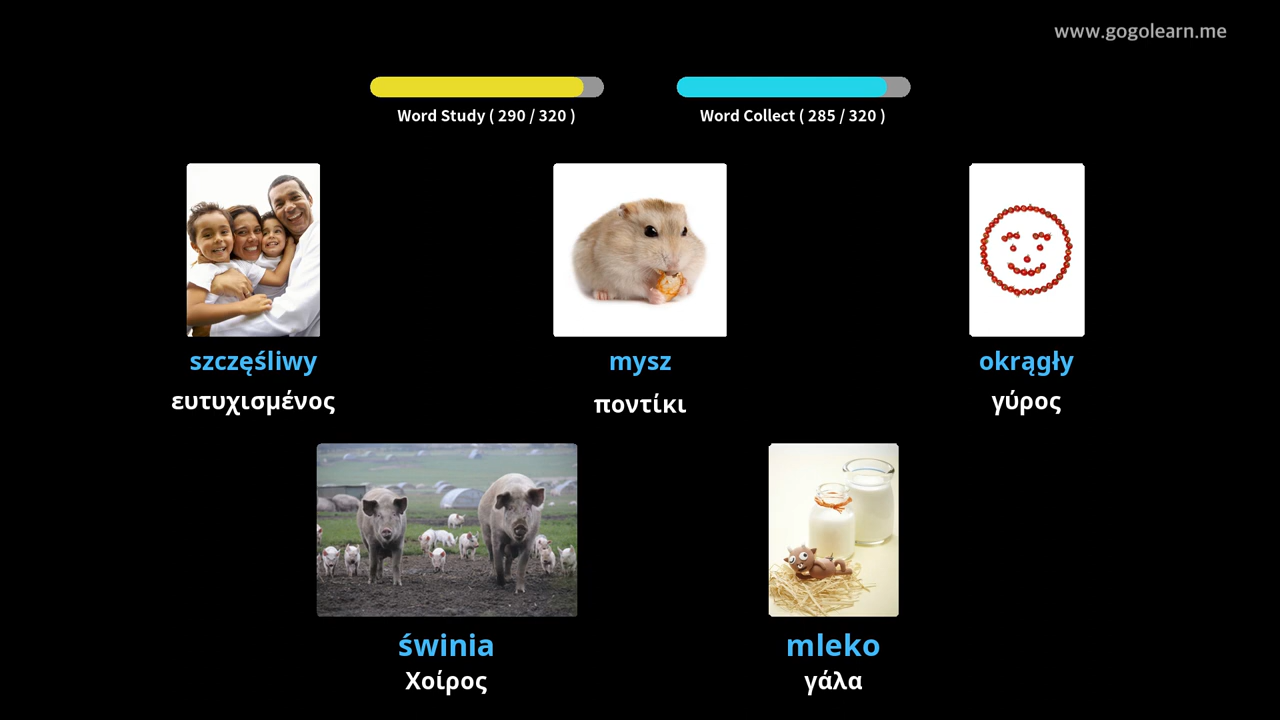 www.gogolearn.me
Word Study ( 290 / 320 )
Word Collect ( 285 / 320 )
szczęśliwy
mysz
okrągły
ευτυχισμένος
ποντίκι
γύρος
świnia
mleko
Χοίρος
γάλα